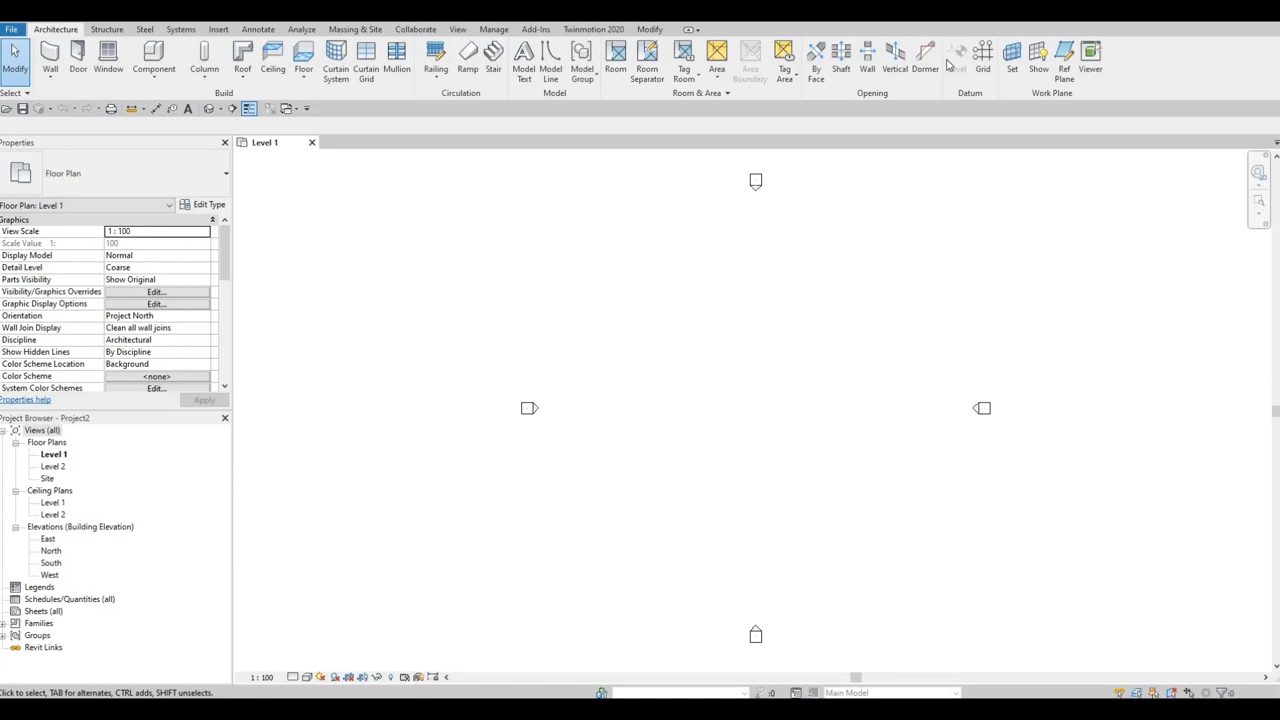 File Architecture Structure Steel Systems Insert Annotate Analyze Massing & Site Collaborate View Manage Add-Ins Twinmotion 2020 Modify
Modify Wall Door Window Component Column Roof Ceiling Floor Curtain System Curtain Grid Mullion Railing Ramp Stair Model Text Model Line Model Group Room Room Separator Tag Room Area Area Boundary Tag Area By Face Shaft Wall Vertical Dormer Level Grid Set Show Ref Plane Viewer
Select Build Circulation Model Room & Area Opening Datum Work Plane
Properties
Level 1
Floor Plan
Floor Plan: Level 1 Edit Type
Graphics
View Scale 1 : 100
Scale Value 1: 100
Display Model Normal
Detail Level Coarse
Parts Visibility Show Original
Visibility/Graphics Overrides Edit...
Graphic Display Options Edit...
Orientation Project North
Wall Join Display Clean all wall joins
Discipline Architectural
Show Hidden Lines By Discipline
Color Scheme Location Background
Color Scheme <none>
System Color Schemes Edit...
Properties help Apply
Project Browser - Project2
Views (all)
Floor Plans
Level 1
Level 2
Site
Ceiling Plans
Level 1
Level 2
Elevations (Building Elevation)
East
North
South
West
Legends
Schedules/Quantities (all)
Sheets (all)
Families
Groups
Revit Links
1 : 100
Click to select, TAB for alternates, CTRL adds, SHIFT unselects. :0 Main Model :0